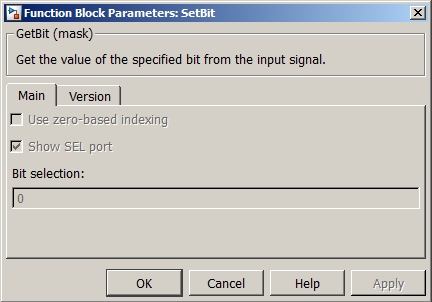 Function Block Parameters: SetBit
GetBit (mask)
Get the value of the specified bit from the input signal.
Main Version
Use zero-based indexing
Show SEL port
Bit selection:
0
OK Cancel Help Apply